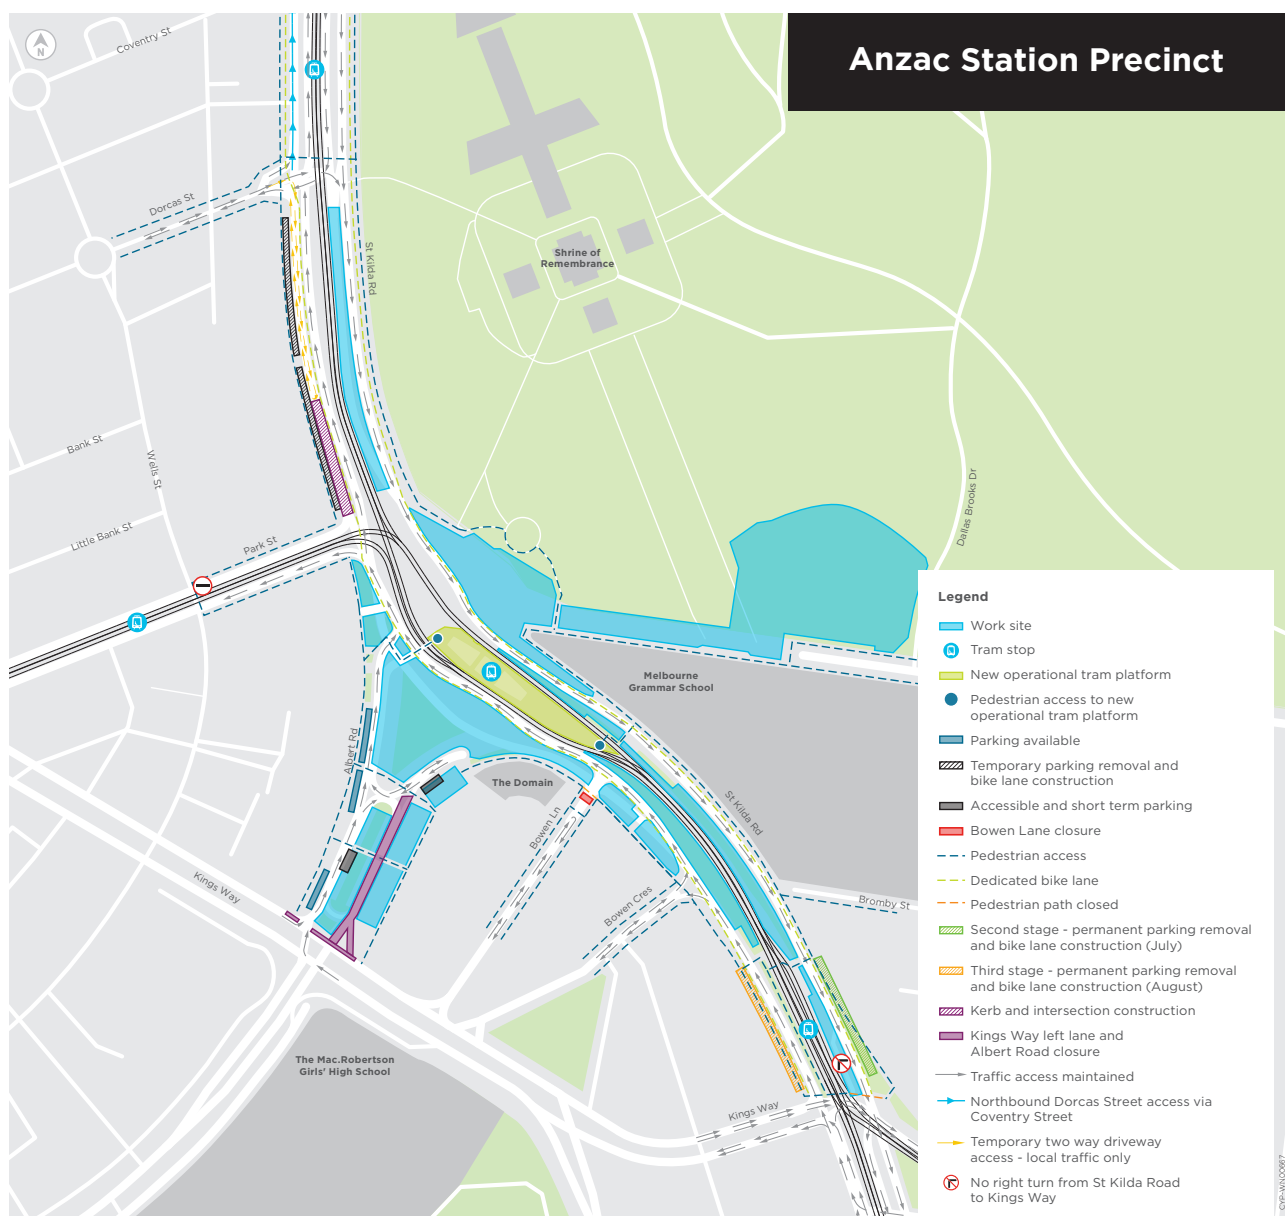 Anzac Station Precinct
N
Coventry St
Dorcas St
St Kilda Rd
Shrine of
Remembrance
Bank St
Wells St
Little Bank St
Park St
Dallas Brooks Dr
Melbourne
Grammar School
Albert Rd
The Domain
Bowen Ln
St Kilda Rd
Kings Way
Bowen Cres
Bromby St
The Mac.Robertson
Girls' High School
Kings Way
Legend
Work site
Tram stop
New operational tram platform
Pedestrian access to new
operational tram platform
Parking available
Temporary parking removal and
bike lane construction
Accessible and short term parking
Bowen Lane closure
Pedestrian access
Dedicated bike lane
Pedestrian path closed
Second stage - permanent parking removal
and bike lane construction (July)
Third stage - permanent parking removal
and bike lane construction (August)
Kerb and intersection construction
Kings Way left lane and
Albert Road closure
Traffic access maintained
Northbound Dorcas Street access via
Coventry Street
Temporary two way driveway
access - local traffic only
No right turn from St Kilda Road
to Kings Way
CYP-WN00667